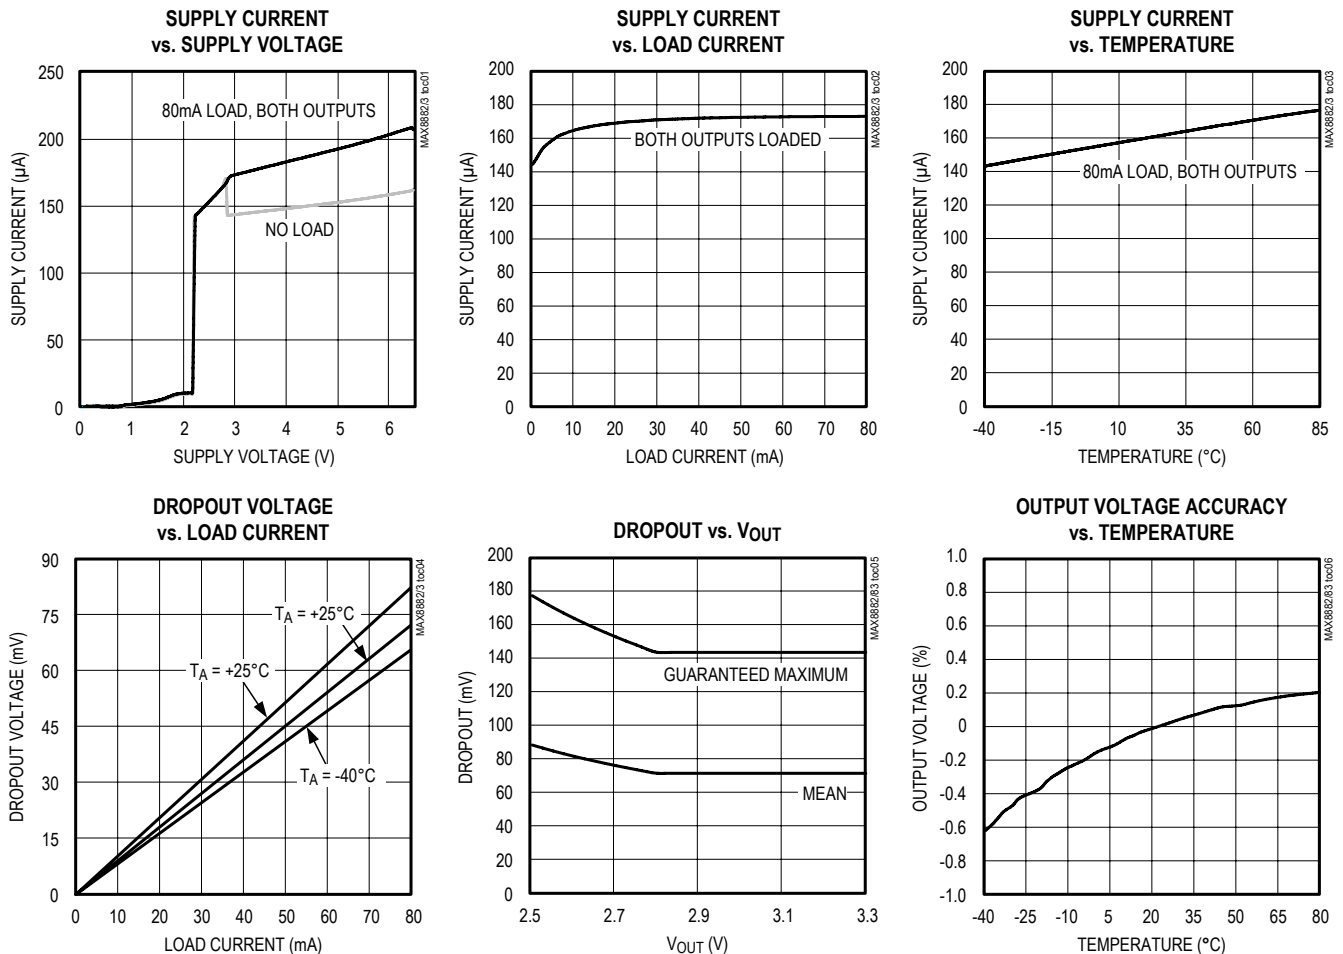 SUPPLY CURRENT
vs. SUPPLY VOLTAGE
MAX8882/3 toc01
SUPPLY CURRENT (µA)
250
200
150
100
50
0
80mA LOAD, BOTH OUTPUTS
NO LOAD
0 1 2 3 4 5 6
SUPPLY VOLTAGE (V)
SUPPLY CURRENT
vs. LOAD CURRENT
MAX8882/3 toc02
SUPPLY CURRENT (µA)
200
180
160
140
120
100
80
60
40
20
0
BOTH OUTPUTS LOADED
0 10 20 30 40 50 60 70 80
LOAD CURRENT (mA)
SUPPLY CURRENT
vs. TEMPERATURE
MAX8882/3 toc03
SUPPLY CURRENT (µA)
200
180
160
140
120
100
80
60
40
20
0
80mA LOAD, BOTH OUTPUTS
-40 -15 10 35 60 85
TEMPERATURE (°C)
DROPOUT VOLTAGE
vs. LOAD CURRENT
MAX8882/3 toc04
DROPOUT VOLTAGE (mV)
90
75
60
45
30
15
0
TA = +25°C
TA = +25°C
TA = -40°C
0 10 20 30 40 50 60 70 80
LOAD CURRENT (mA)
DROPOUT vs. VOUT
MAX8882/83 toc05
DROPOUT (mV)
200
180
160
140
120
100
80
60
40
20
0
GUARANTEED MAXIMUM
MEAN
2.5 2.7 2.9 3.1 3.3
VOUT (V)
OUTPUT VOLTAGE ACCURACY
vs. TEMPERATURE
MAX8882/83 toc06
OUTPUT VOLTAGE (%)
1.0
0.8
0.6
0.4
0.2
0
-0.2
-0.4
-0.6
-0.8
-1.0
-40 -25 -10 5 20 35 50 65 80
TEMPERATURE (°C)